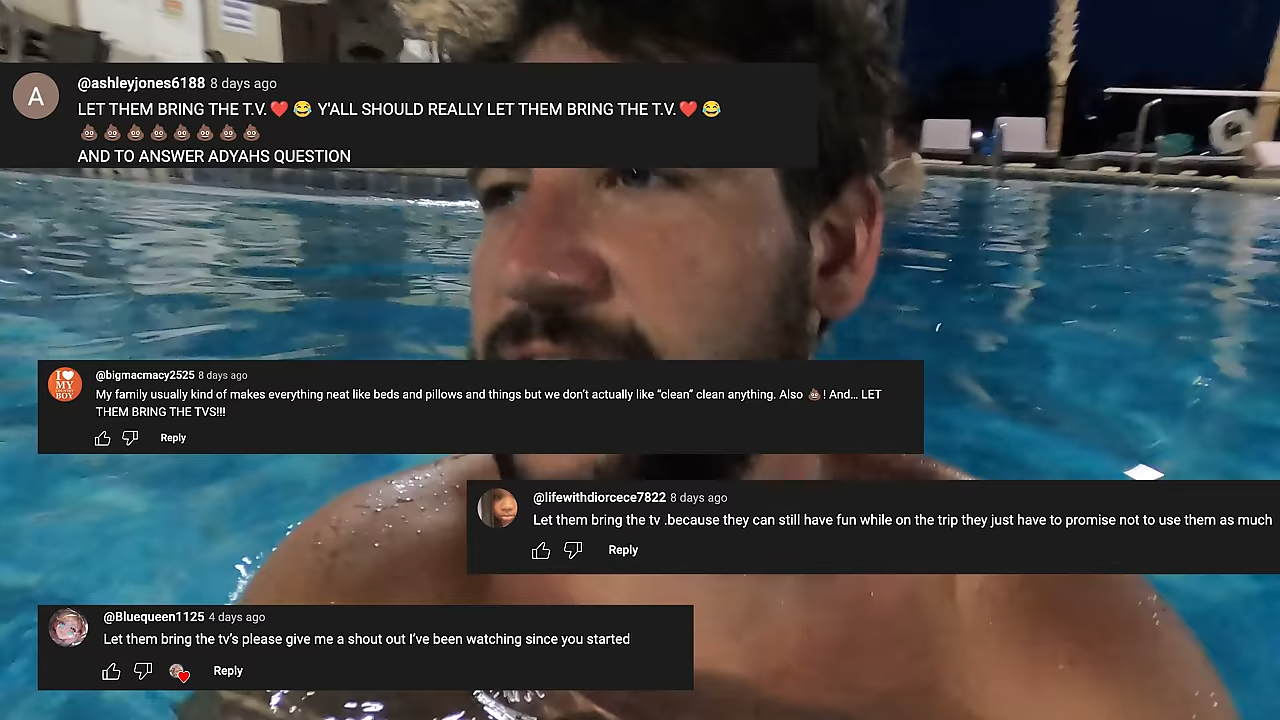 A
@ashleyjones6188 8 days ago
LET THEM BRING THE T.V.❤️😂 Y'ALL SHOULD REALLY LET THEM BRING THE T.V.❤️😂
💩💩💩💩💩💩💩💩
AND TO ANSWER ADYAHS QUESTION
I❤MY
BOY
@bigmacmacy2525 8 days ago
My family usually kind of makes everything neat like beds and pillows and things but we don’t actually like “clean” clean anything. Also 💩! And… LET
THEM BRING THE TVS!!!
Reply
@lifewithdiorcece7822 8 days ago
Let them bring the tv .because they can still have fun while on the trip they just have to promise not to use them as much
Reply
@Bluequeen1125 4 days ago
Let them bring the tv’s please give me a shout out I’ve been watching since you started
Reply